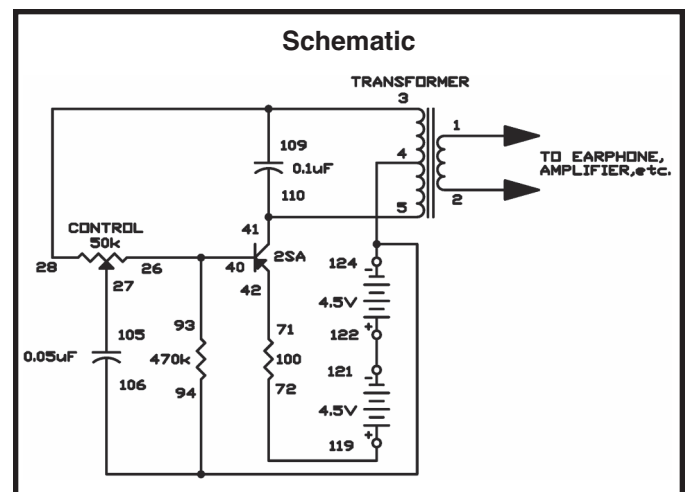 Schematic
TRANSFORMER
3
1
109
4
0.1uF
TO EARPHONE,
AMPLIFIER,etc.
110
5
2
41
CONTROL
50k
2SA
28
26
40
124
-
27
42
4.5V
105
93
71
+
122
0.05uF
470k
100
121
-
106
94
72
4.5V
+
119